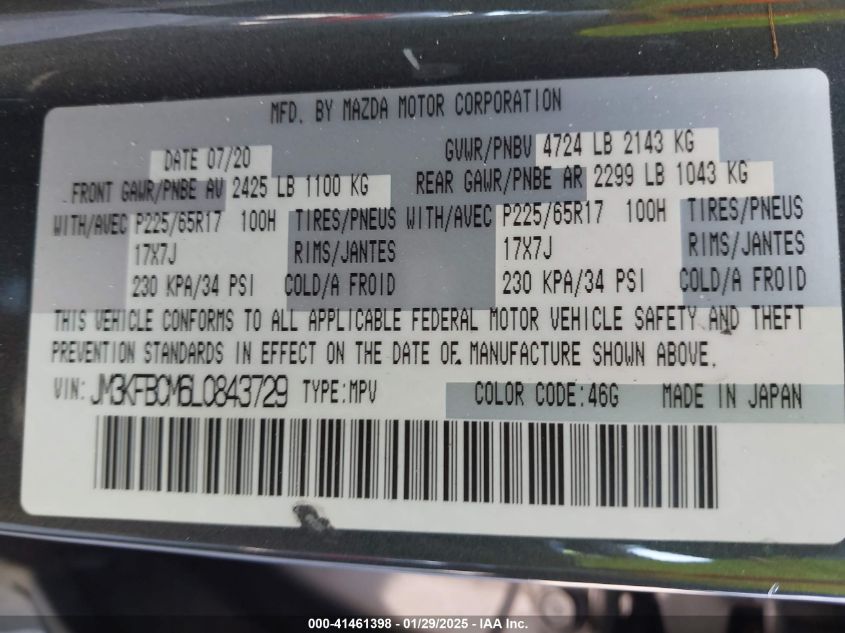 MFD. BY MAZDA MOTOR CORPORATION
DATE 07/20 GVWR/PNBV 4724 LB 2143 KG
FRONT GAWR/PNBE AV 2425 LB 1100 KG REAR GAWR/PNBE AR 2299 LB 1043 KG
WITH/AVEC P225/65R17 100H TIRES/PNEUS WITH/AVEC P225/65R17 100H TIRES/PNEUS
17X7J RIMS/JANTES 17X7J RIMS/JANTES
230 KPA/34 PSI COLD/A FROID 230 KPA/34 PSI COLD/A FROID
THIS VEHICLE CONFORMS TO ALL APPLICABLE FEDERAL MOTOR VEHICLE SAFETY AND THEFT
PREVENTION STANDARDS IN EFFECT ON THE DATE OF MANUFACTURE SHOWN ABOVE.
VIN: JM3KFBCM6L0843729 TYPE:MPV COLOR CODE:46G MADE IN JAPAN
000-41461398 - 01/29/2025 - IAA Inc.